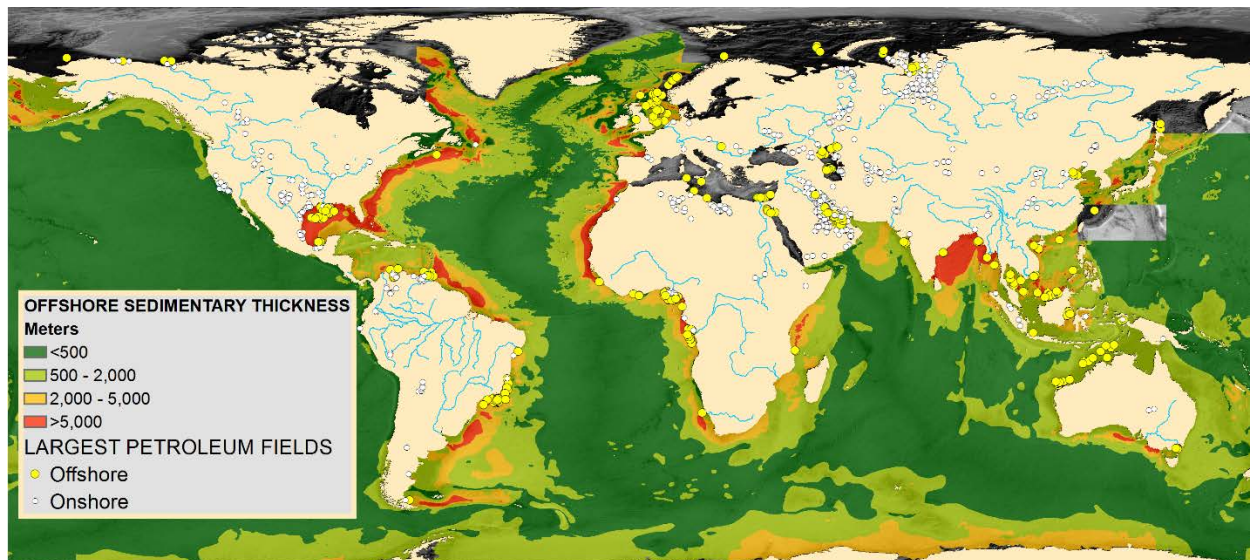 OFFSHORE SEDIMENTARY THICKNESS
Meters
<500
500 - 2,000
2,000 - 5,000
>5,000
LARGEST PETROLEUM FIELDS
Offshore
Onshore